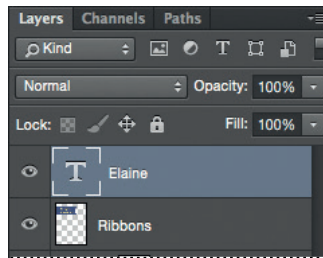 Layers Channels Paths
Kind T
Normal Opacity: 100%
Lock: Fill: 100%
T Elaine
Ribbons